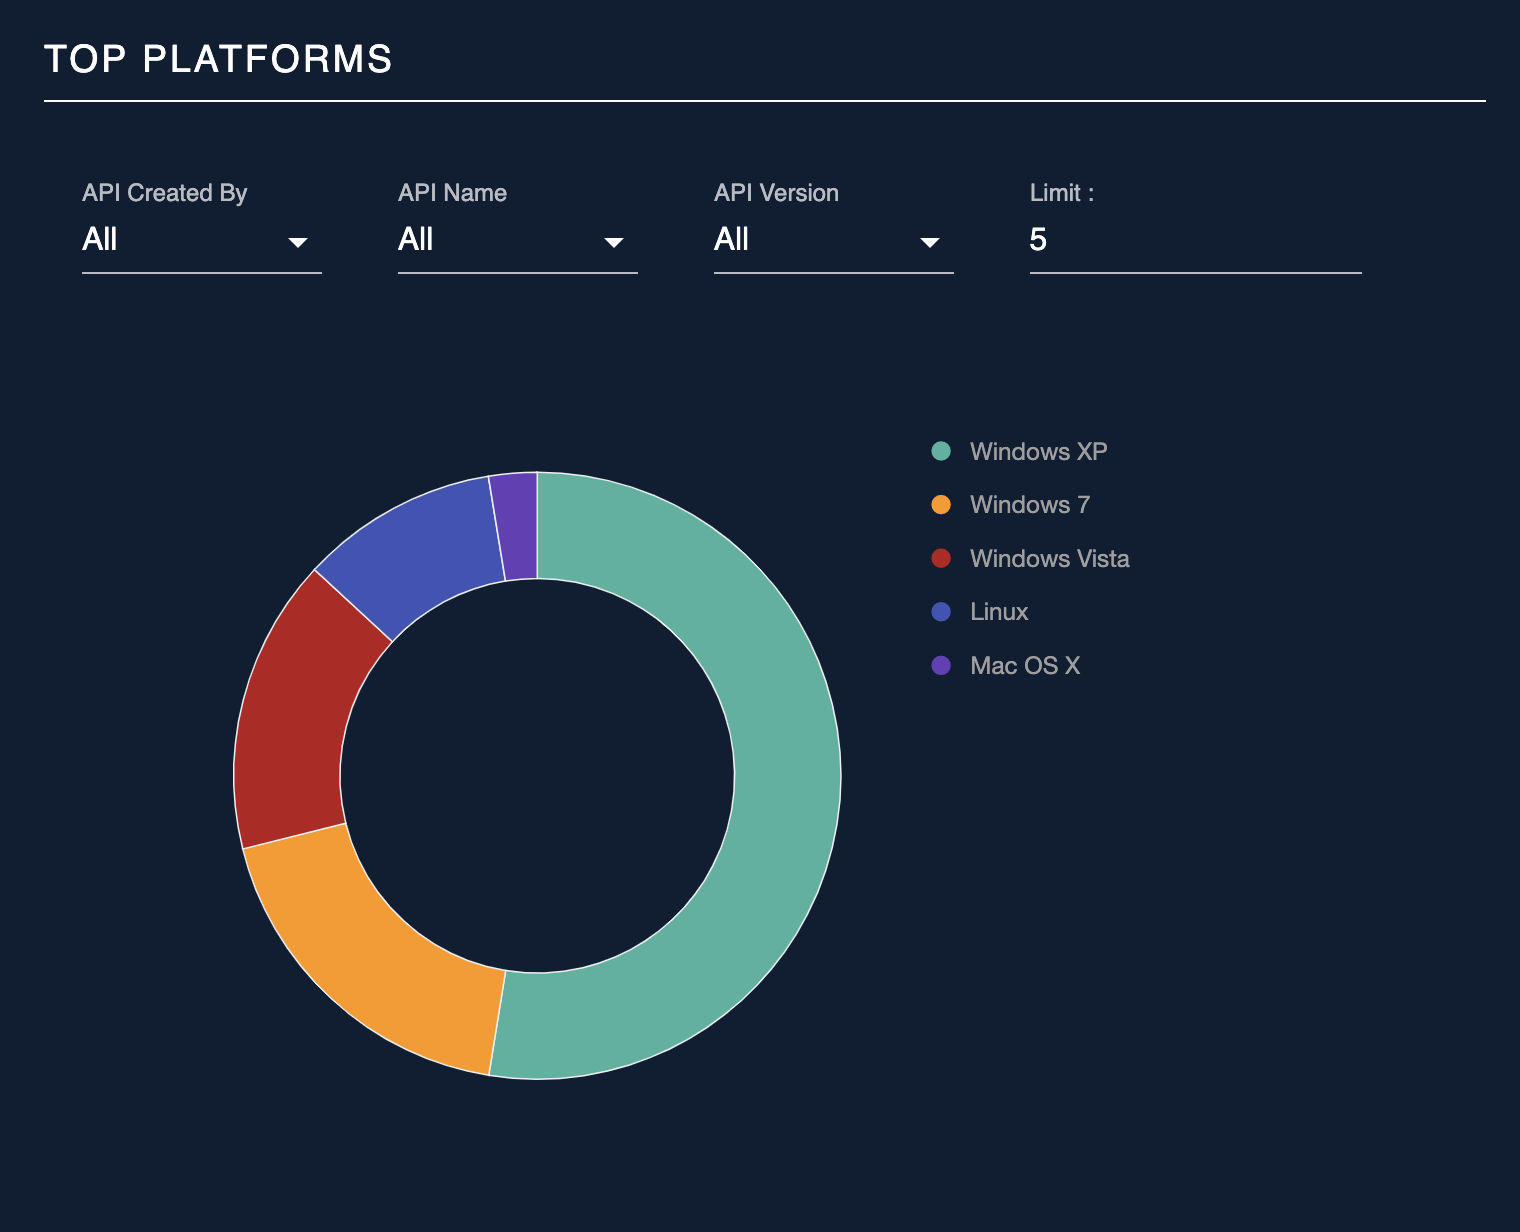 TOP PLATFORMS
API Created By
All
API Name
All
API Version
All
Limit :
5
Windows XP
Windows 7
Windows Vista
Linux
Mac OS X